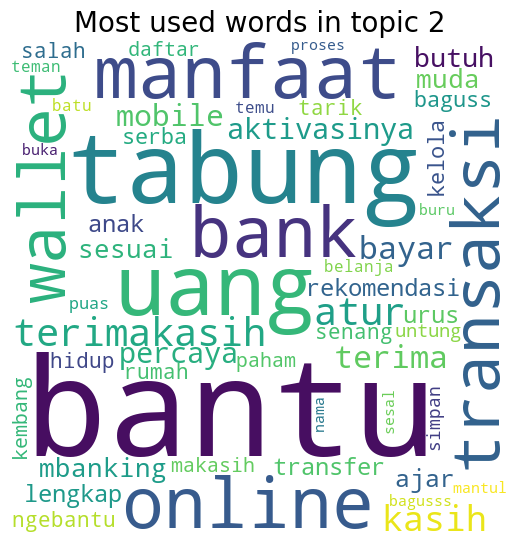 Most used words in topic 2
salah
daftar
proses
teman
manfaat
butuh
muda
batu
mobile
temu
tarik
baguss
wallet
serba
aktivasinya
buka
tabung
kelola
transaksi
anak
bank
buru
sesuai
bayar
belanja
puas
uang
rekomendasi
atur
urus
terimakasih
senang
untung
percaya
hidup
rumah
paham
terima
kembang
bantu
nama
sesal
simpan
mbanking
makasih
transfer
ajar
lengkap
online
bagusss
mantul
ngebantu
kasih